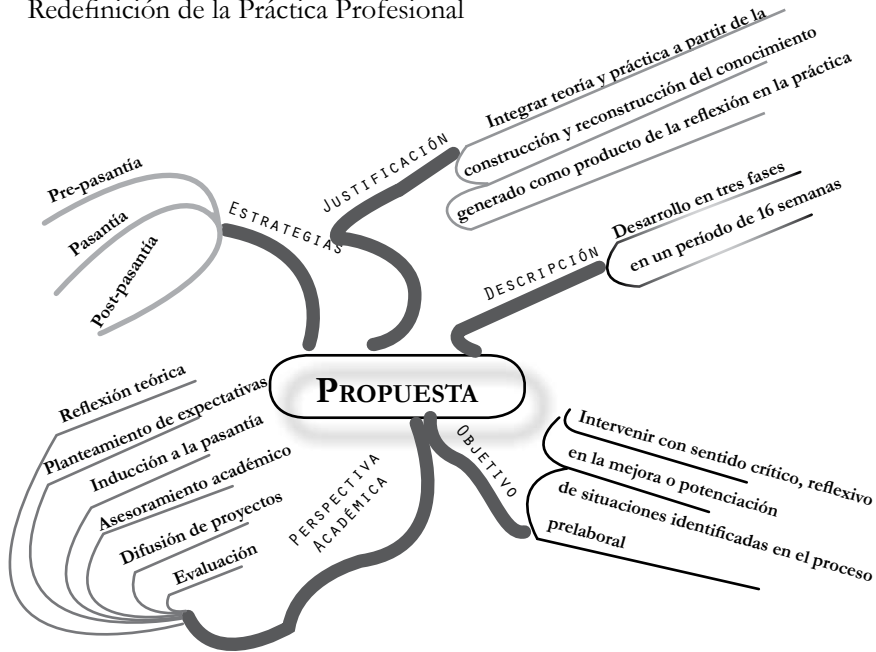 Redefinición de la Práctica Profesional
Integrar teoría y práctica a partir de la
construcción y reconstrucción del conocimiento
generado como producto de la reflexión en la práctica
Justificación
Pre-pasantía
Pasantía
Post-pasantía
Estrategias
Desarrollo en tres fases
en un período de 16 semanas
Descripción
Propuesta
Reflexión teórica
Planteamiento de expectativas
Inducción a la pasantía
Asesoramiento académico
Difusión de proyectos
Evaluación
Perspectiva
Académica
Objetivo
Intervenir con sentido crítico, reflexivo
en la mejora o potenciación
de situaciones identificadas en el proceso
prelaboral